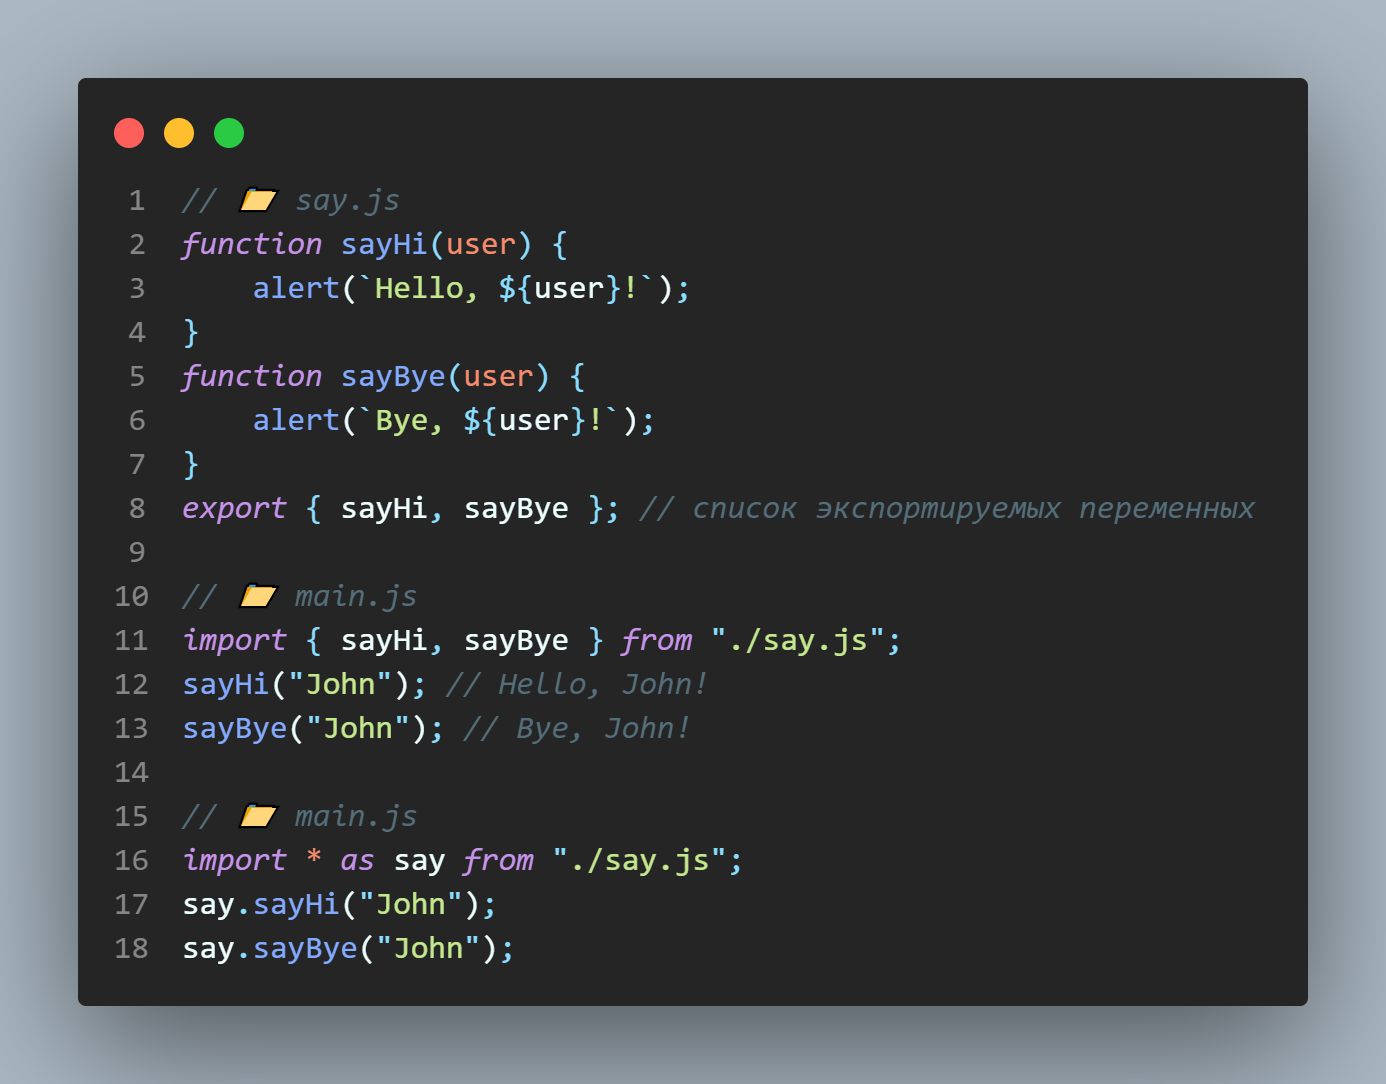 1 // 📂 say.js
2 function sayHi(user) {
3     alert(`Hello, ${user}!`);
4 }
5 function sayBye(user) {
6     alert(`Bye, ${user}!`);
7 }
8 export { sayHi, sayBye }; // список экспортируемых переменных
9
10 // 📂 main.js
11 import { sayHi, sayBye } from "./say.js";
12 sayHi("John"); // Hello, John!
13 sayBye("John"); // Bye, John!
14
15 // 📂 main.js
16 import * as say from "./say.js";
17 say.sayHi("John");
18 say.sayBye("John");